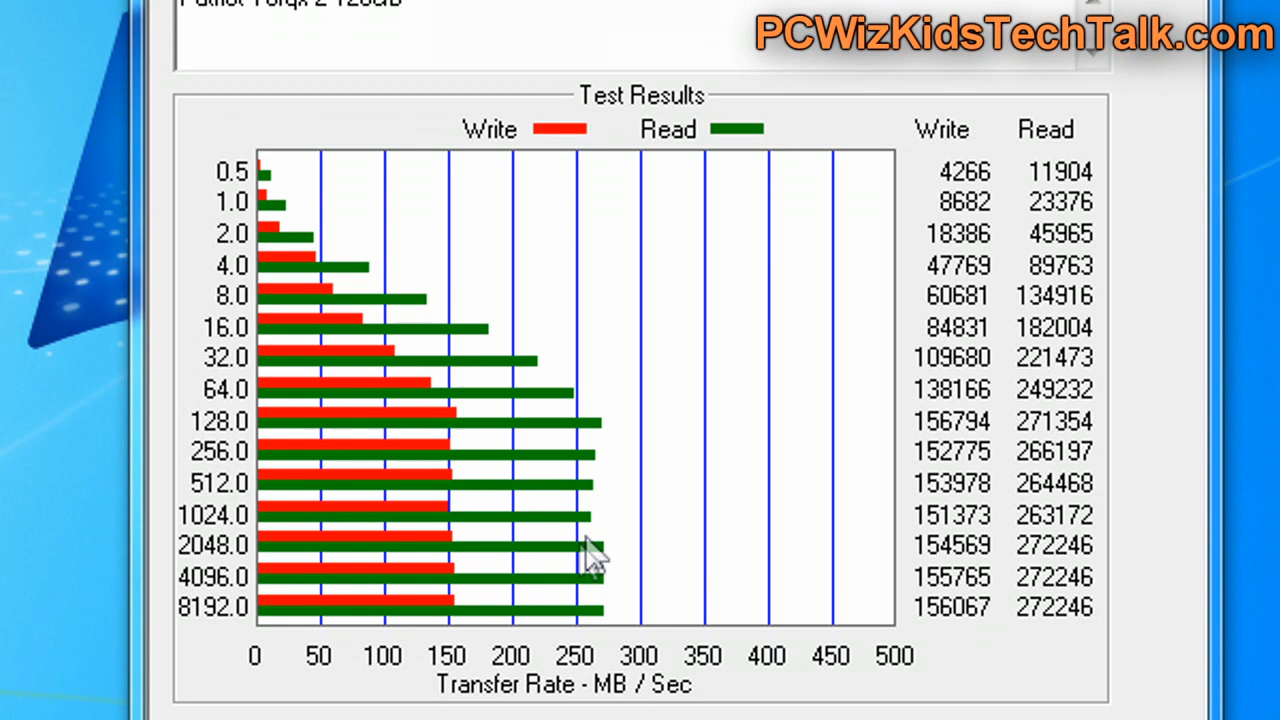 Patriot Torqx 2 128GB
PCWizKidsTechTalk.com
Test Results
Write Read Write Read
0.5 4266 11904
1.0 8682 23376
2.0 18386 45965
4.0 47769 89763
8.0 60681 134916
16.0 84831 182004
32.0 109680 221473
64.0 138166 249232
128.0 156794 271354
256.0 152775 266197
512.0 153978 264468
1024.0 151373 263172
2048.0 154569 272246
4096.0 155765 272246
8192.0 156067 272246
0 50 100 150 200 250 300 350 400 450 500
Transfer Rate - MB / Sec